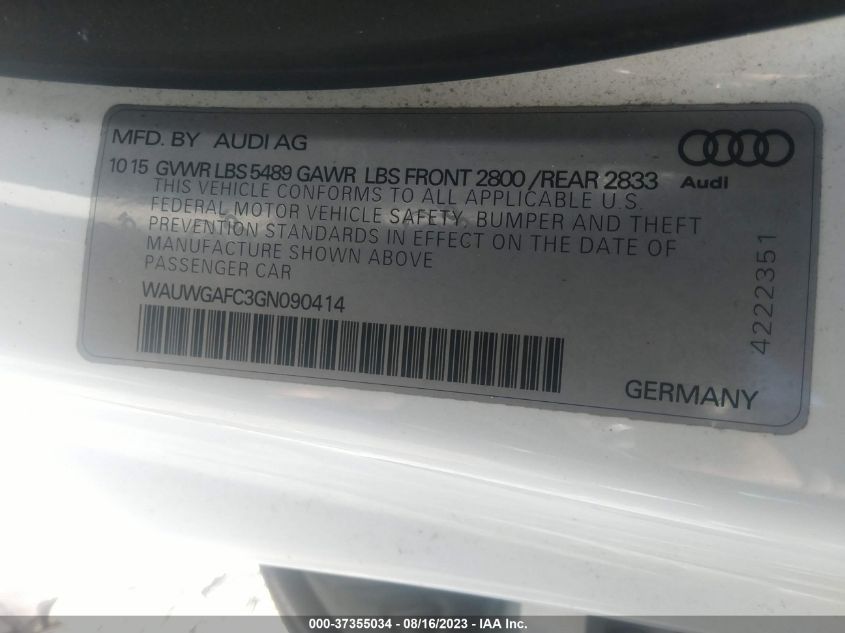 MFD. BY AUDI AG
10 15 GVWR LBS 5489 GAWR LBS FRONT 2800 / REAR 2833
Audi
THIS VEHICLE CONFORMS TO ALL APPLICABLE U.S.
FEDERAL MOTOR VEHICLE SAFETY, BUMPER AND THEFT
PREVENTION STANDARDS IN EFFECT ON THE DATE OF
MANUFACTURE SHOWN ABOVE
PASSENGER CAR
WAUWGAFC3GN090414
4222351
GERMANY
000-37355034 - 08/16/2023 - IAA Inc.